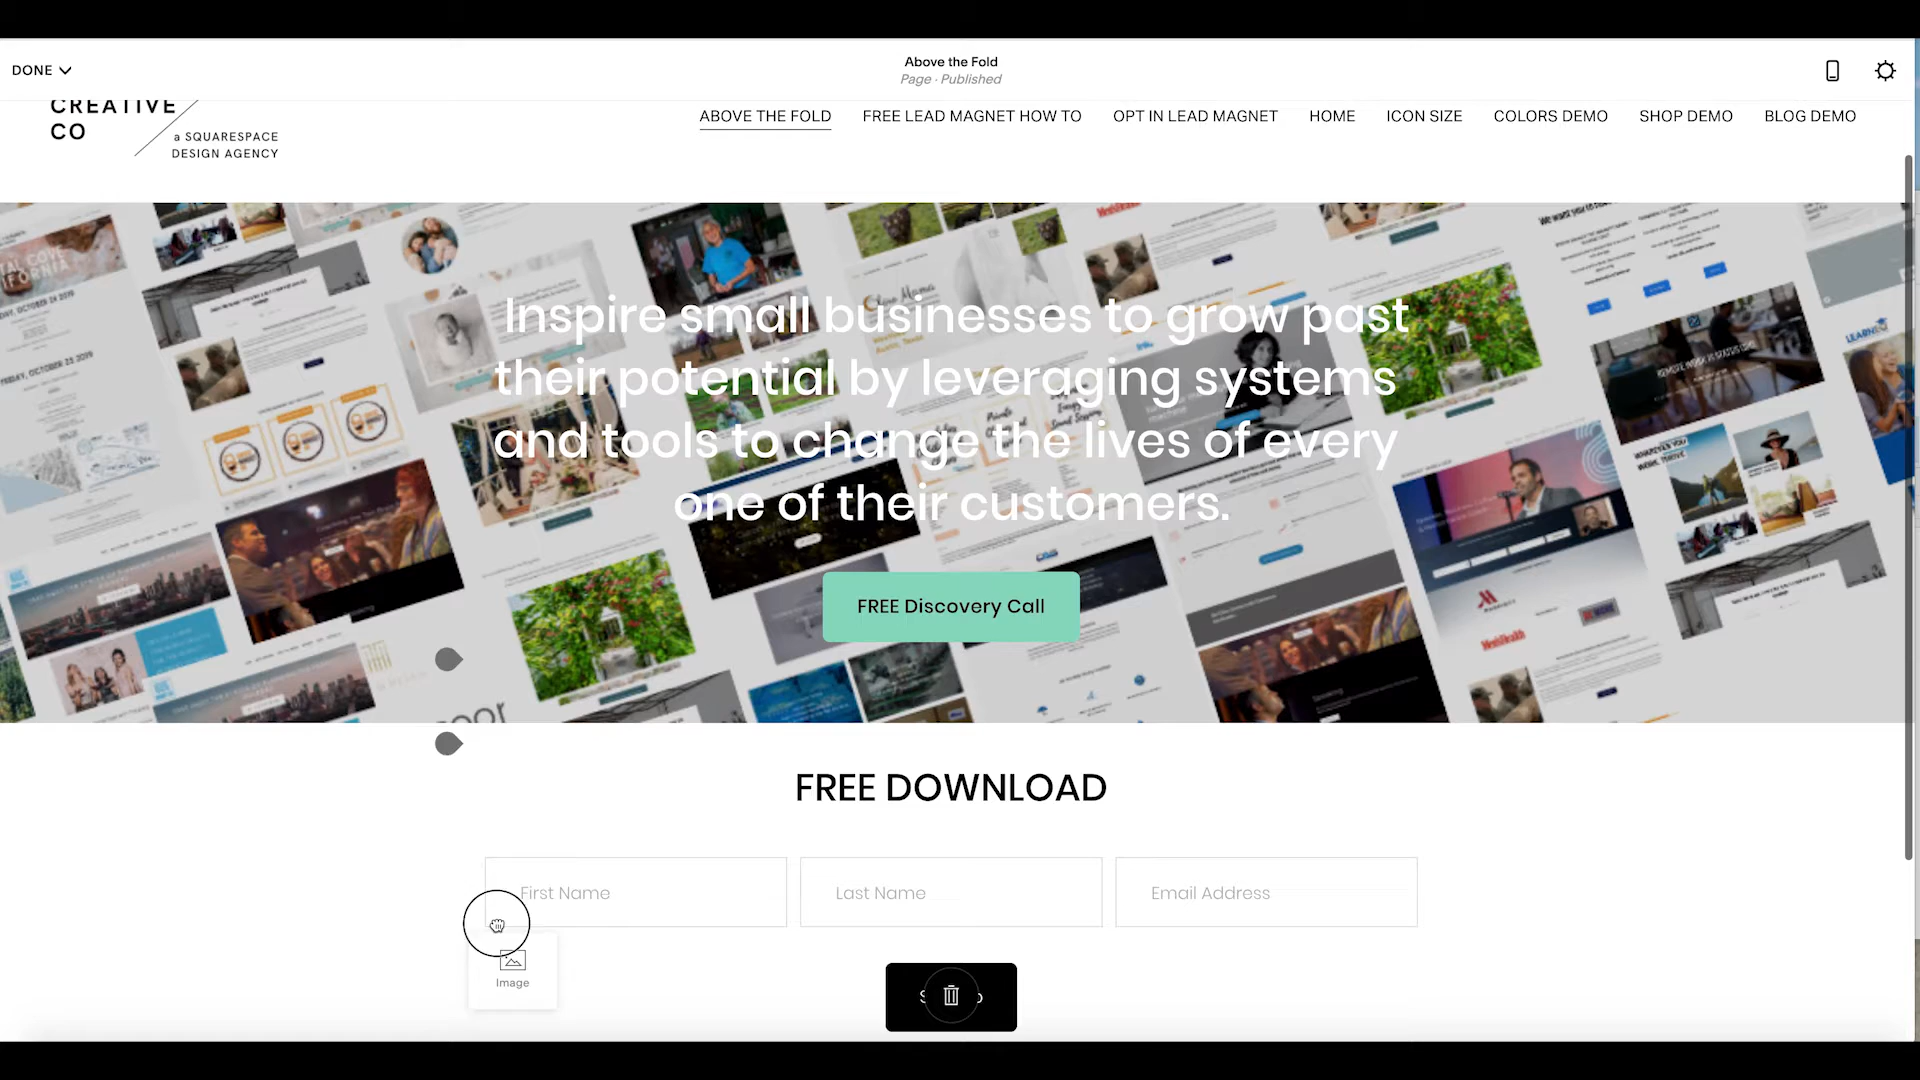 DONE
Above the Fold
Page · Published
CREATIVE
CO
a SQUARESPACE
DESIGN AGENCY
ABOVE THE FOLD
FREE LEAD MAGNET HOW TO
OPT IN LEAD MAGNET
HOME
ICON SIZE
COLORS DEMO
SHOP DEMO
BLOG DEMO
Inspire small businesses to grow past
their potential by leveraging systems
and tools to change the lives of every
one of their customers.
FREE Discovery Call
FREE DOWNLOAD
First Name
Last Name
Email Address
Image